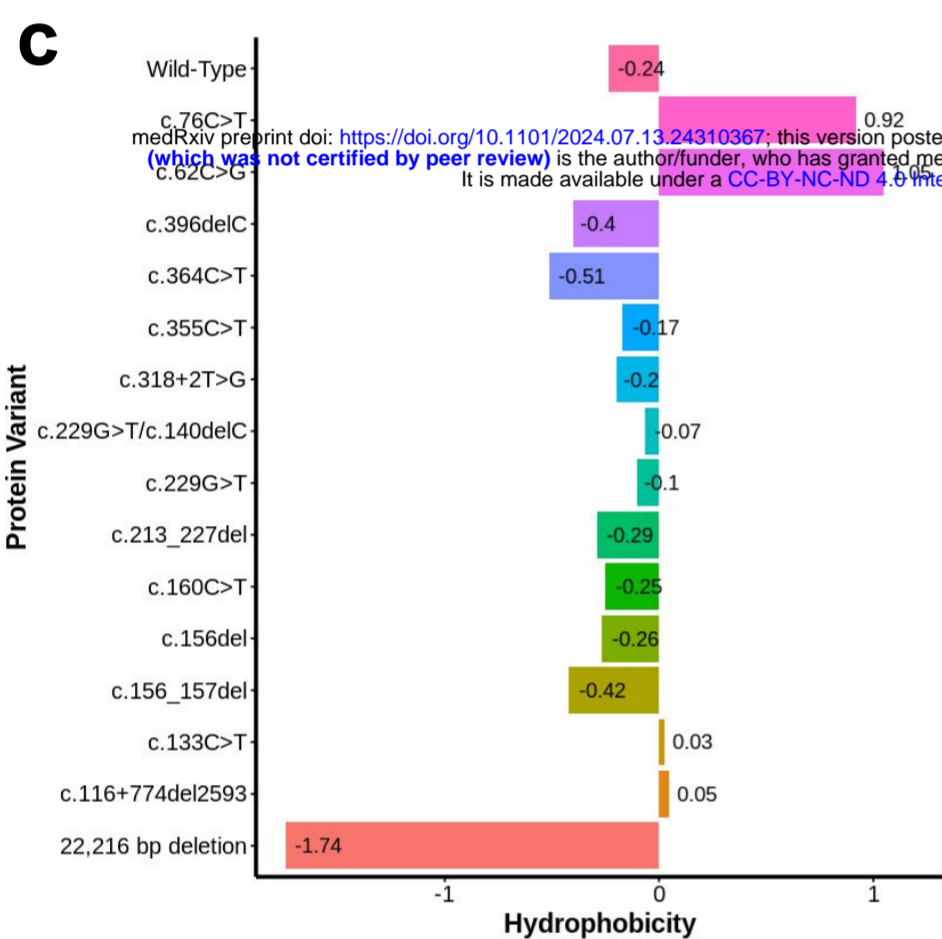 c
Wild-Type -0.24
c.76C>T 0.92
medRxiv preprint doi: https://doi.org/10.1101/2024.07.13.24310367; this version poste
(which was not certified by peer review) is the author/funder, who has granted me
c.62C>G 1.05
It is made available under a CC-BY-NC-ND 4.0 Inte
c.396delC -0.4
c.364C>T -0.51
c.355C>T -0.17
c.318+2T>G -0.2
c.229G>T/c.140delC -0.07
c.229G>T -0.1
c.213_227del -0.29
c.160C>T -0.25
c.156del -0.26
c.156_157del -0.42
c.133C>T 0.03
c.116+774del2593 0.05
22,216 bp deletion -1.74
Protein Variant
-1 0 1
Hydrophobicity